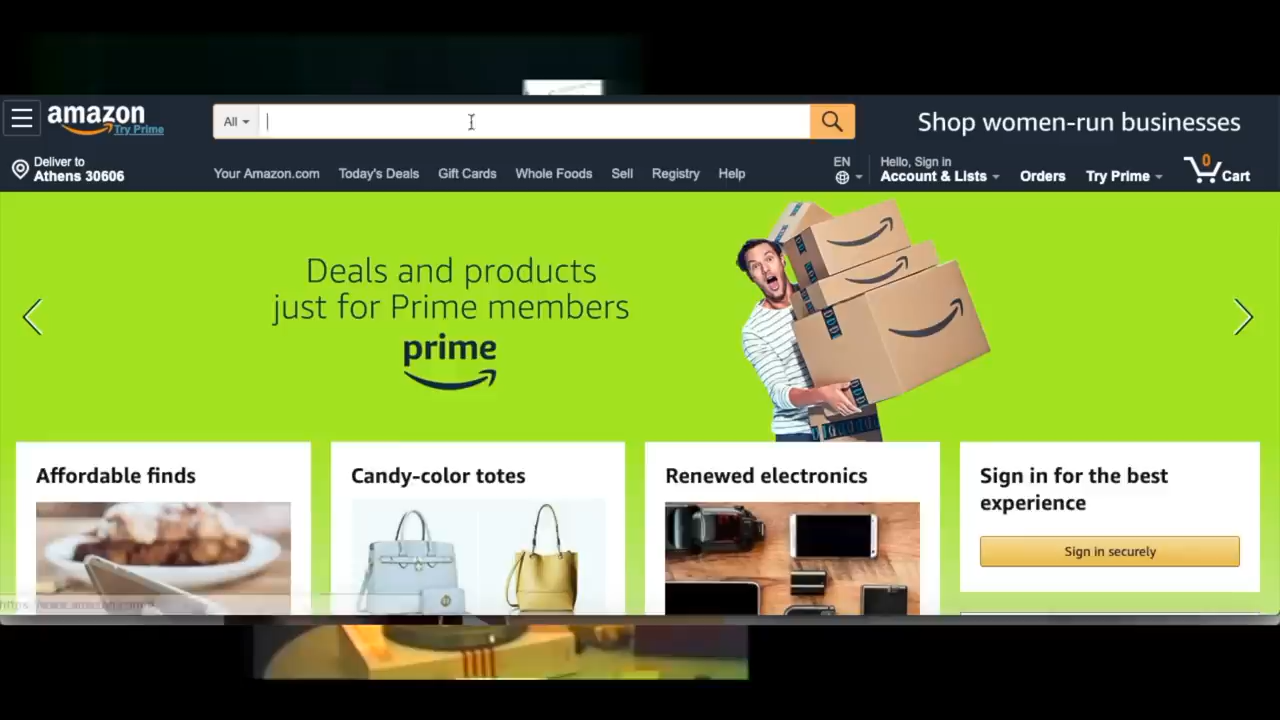 amazon
Try Prime
All
Shop women-run businesses
Deliver to
Athens 30606
Your Amazon.com
Today's Deals
Gift Cards
Whole Foods
Sell
Registry
Help
EN
Hello, Sign in
Account & Lists
Orders
Try Prime
0
Cart
Deals and products
just for Prime members
prime
Affordable finds
Candy-color totes
Renewed electronics
Sign in for the best
experience
Sign in securely